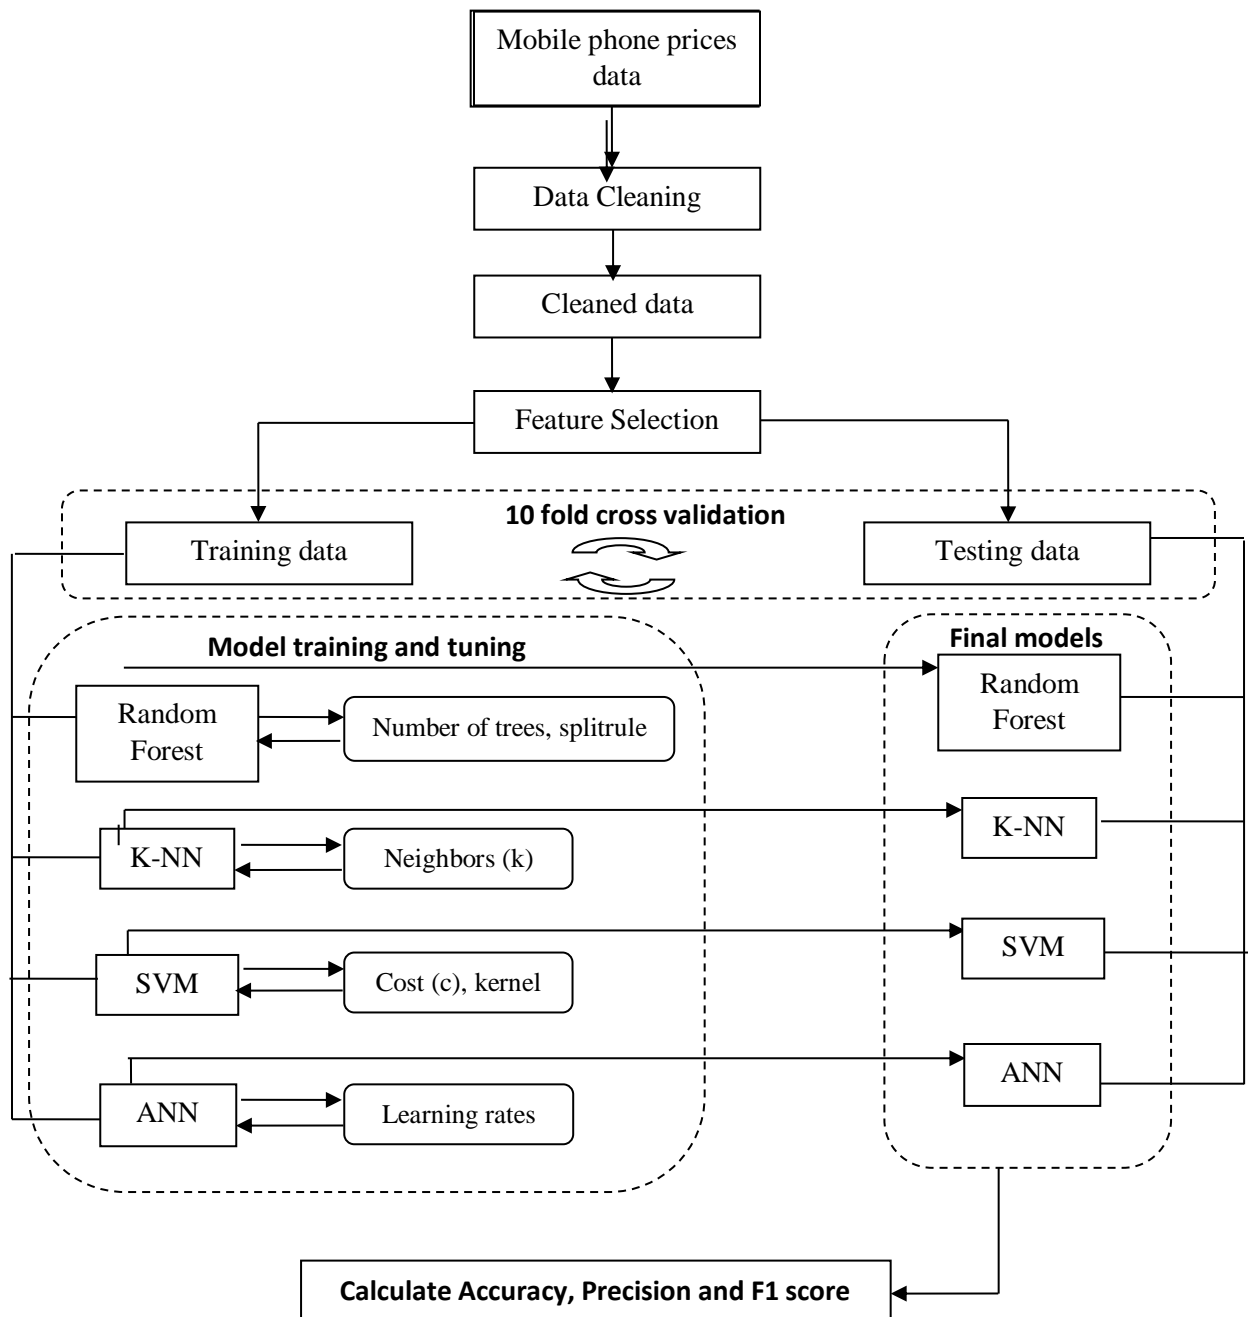 Mobile phone prices
data
Data Cleaning
Cleaned data
Feature Selection
10 fold cross validation
Training data
Testing data
Model training and tuning
Final models
Random
Forest
Number of trees, splitrule
Random
Forest
K-NN
Neighbors (k)
K-NN
SVM
Cost (c), kernel
SVM
ANN
Learning rates
ANN
Calculate Accuracy, Precision and F1 score